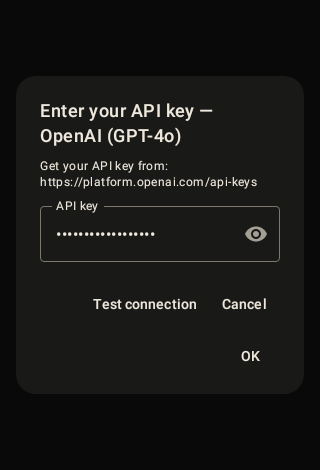 Enter your API key —
OpenAI (GPT-4o)
Get your API key from:
https://platform.openai.com/api-keys
API key
••••••••••••••••••
Test connection
Cancel
OK